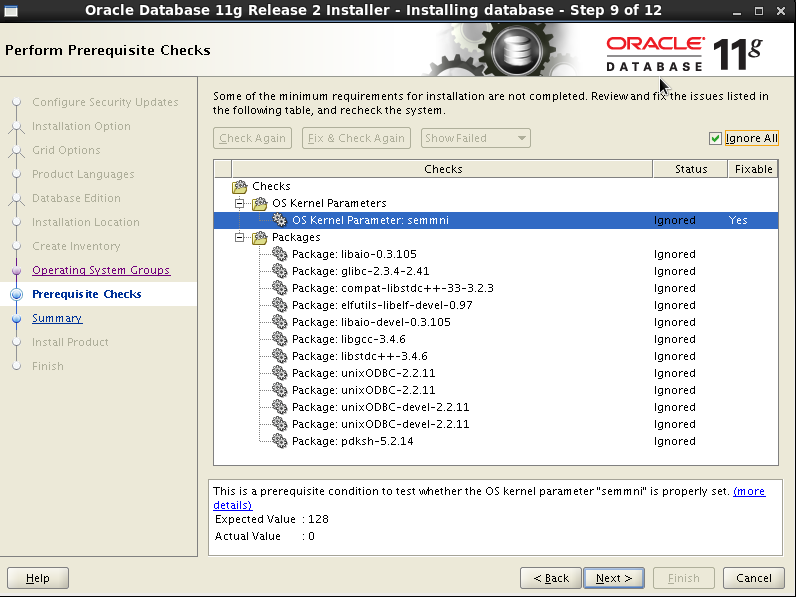 Oracle Database 11g Release 2 Installer - Installing database - Step 9 of 12
Perform Prerequisite Checks
ORACLE
DATABASE 11g
Configure Security Updates
Installation Option
Grid Options
Product Languages
Database Edition
Installation Location
Create Inventory
Operating System Groups
Prerequisite Checks
Summary
Install Product
Finish
Some of the minimum requirements for installation are not completed. Review and fix the issues listed in
the following table, and recheck the system.
Check Again Fix & Check Again Show Failed Ignore All
Checks Status Fixable
Checks
OS Kernel Parameters
OS Kernel Parameter: semmni Ignored Yes
Packages
Package: libaio-0.3.105 Ignored
Package: glibc-2.3.4-2.41 Ignored
Package: compat-libstdc++-33-3.2.3 Ignored
Package: elfutils-libelf-devel-0.97 Ignored
Package: libaio-devel-0.3.105 Ignored
Package: libgcc-3.4.6 Ignored
Package: libstdc++-3.4.6 Ignored
Package: unixODBC-2.2.11 Ignored
Package: unixODBC-2.2.11 Ignored
Package: unixODBC-devel-2.2.11 Ignored
Package: unixODBC-devel-2.2.11 Ignored
Package: pdksh-5.2.14 Ignored
This is a prerequisite condition to test whether the OS kernel parameter "semmni" is properly set. (more
details)
Expected Value : 128
Actual Value : 0
Help < Back Next > Finish Cancel